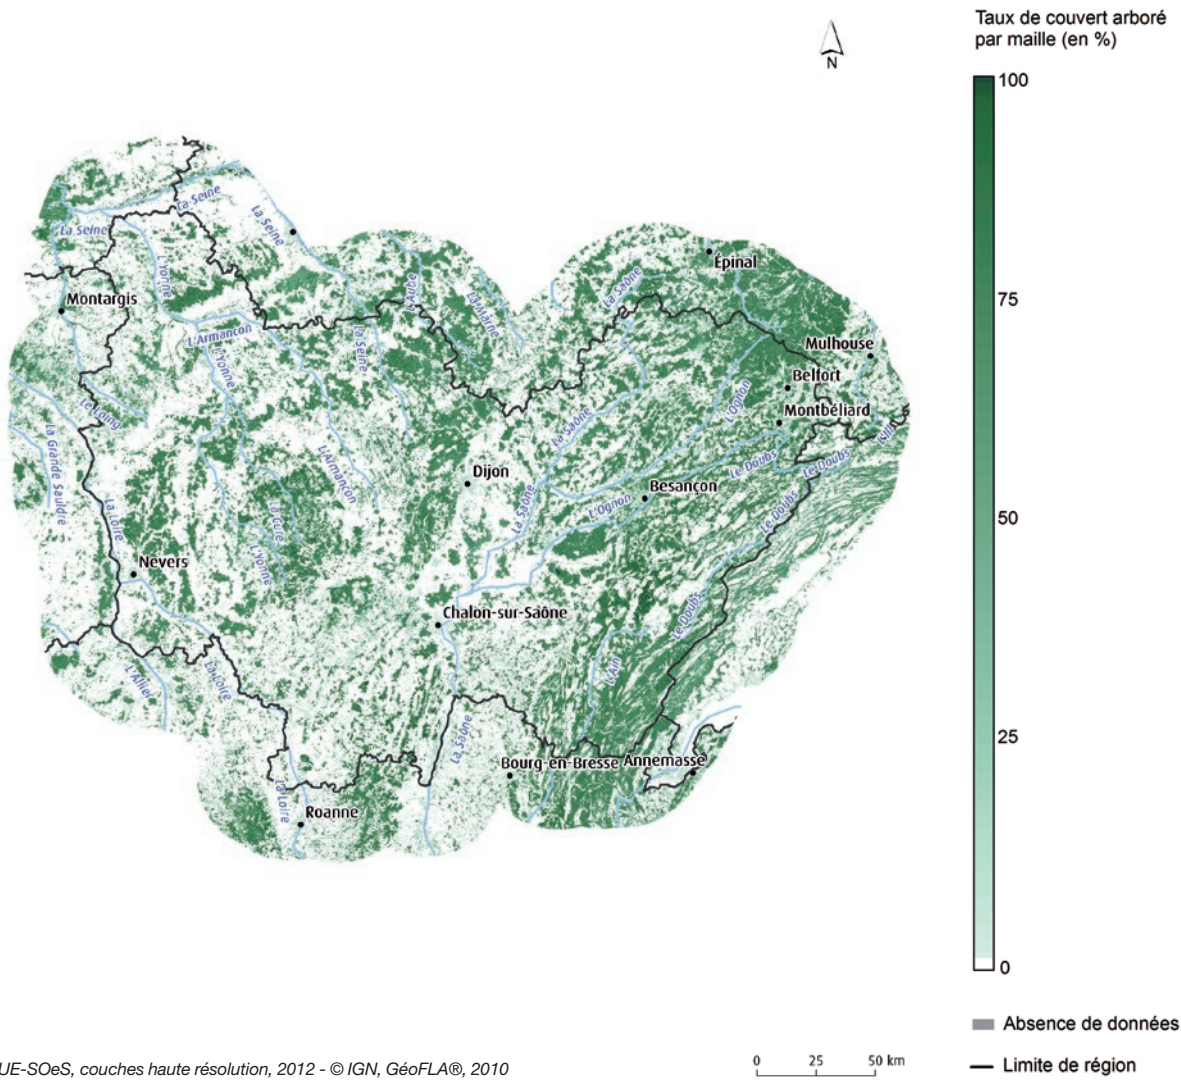 Taux de couvert arboré
par maille (en %)
N
100
75
50
25
0
Absence de données
Limite de région
La Seine
La Seine
La Seine
Épinal
Montargis
L'Yonne
L'Aube
La Marne
La Saône
L'Armançon
La Seine
Mulhouse
Belfort
L'Yonne
Montbéliard
Le Loing
L'Ognon
La Saône
L'Ill
La Grande Sauldre
L'Armançon
Dijon
Le Doubs
Le Doubs
Besançon
La Loire
La Cure
La Saône
L'Ognon
Le Doubs
Nevers
L'Yonne
Chalon-sur-Saône
Le Doubs
L'Allier
La Loire
L'Ain
La Saône
Bourg-en-Bresse
Annemasse
La Loire
Roanne
0 25 50 km
UE-SOeS, couches haute résolution, 2012 - © IGN, GéoFLA®, 2010